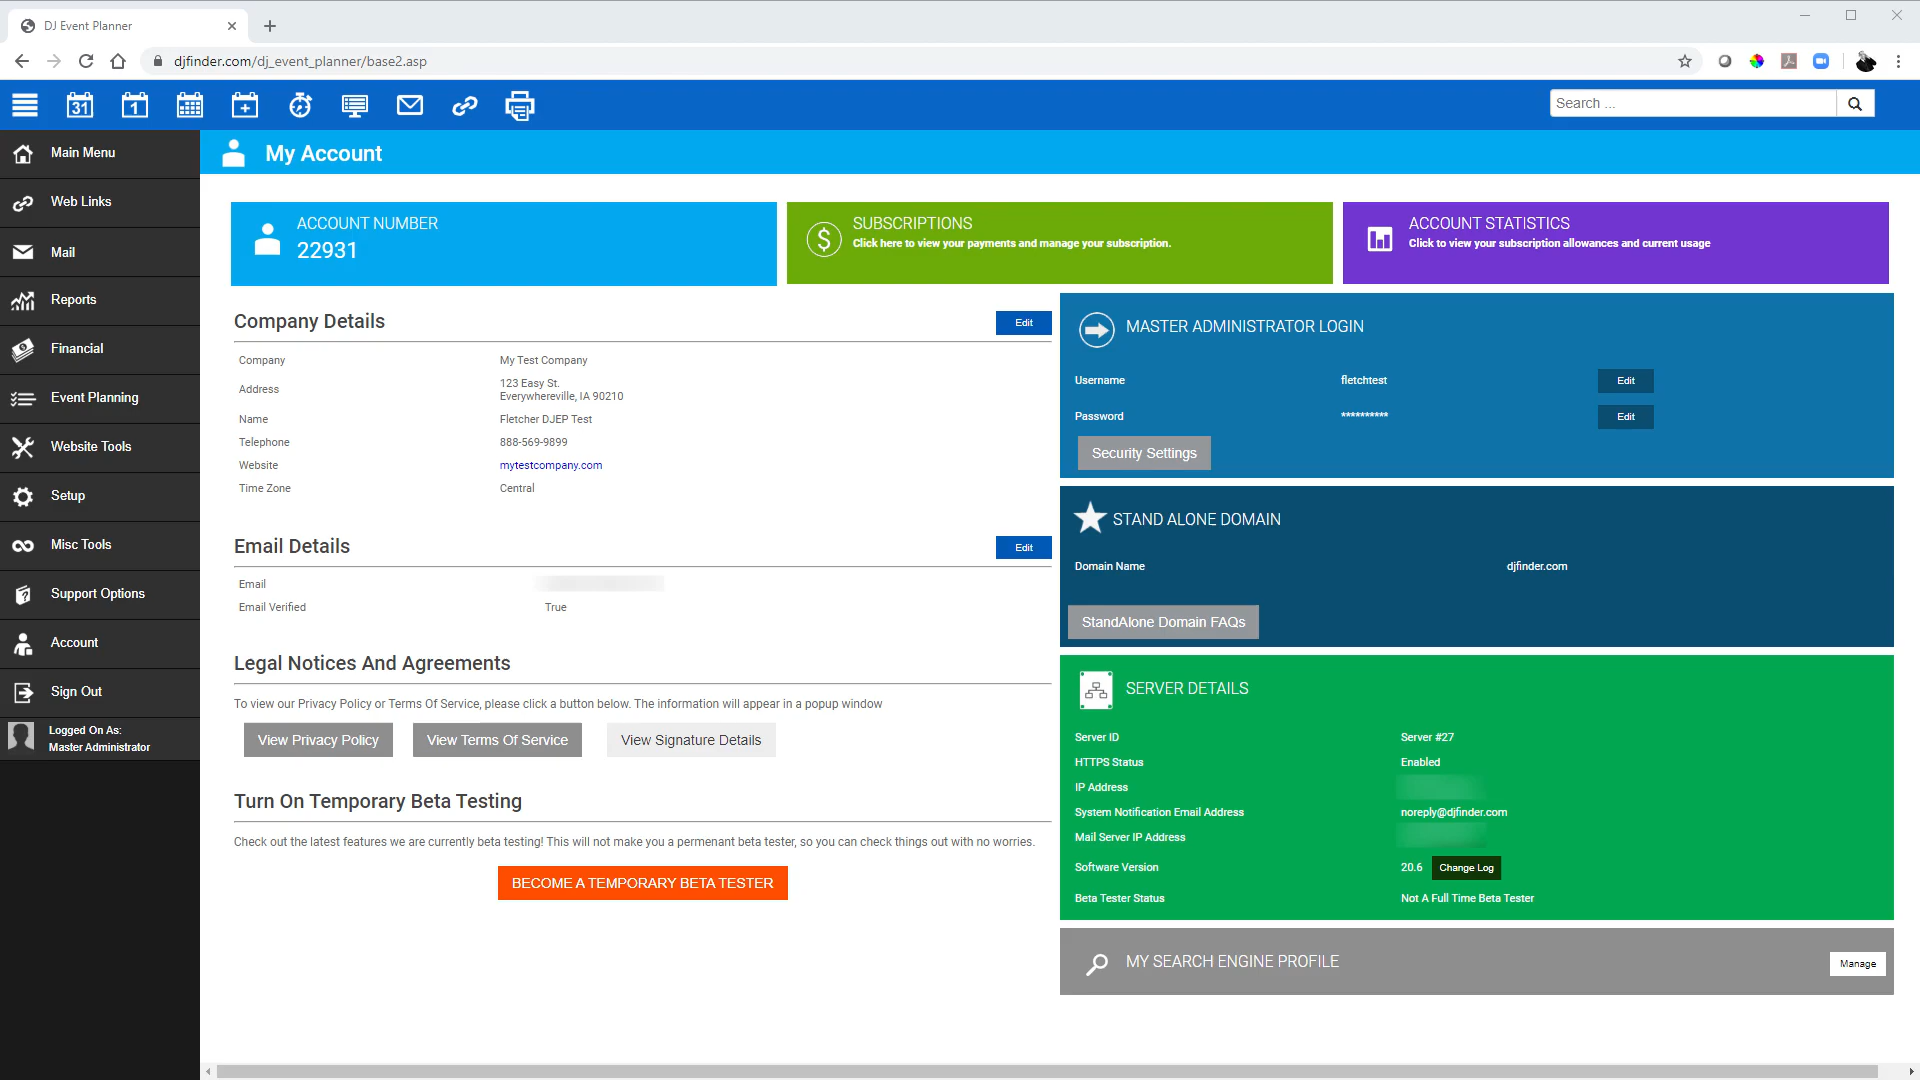 DJ Event Planner
djfinder.com/dj_event_planner/base2.asp
31
1
Search ...
My Account
Main Menu
Web Links
Mail
Reports
Financial
Event Planning
Website Tools
Setup
Misc Tools
Support Options
Account
Sign Out
Logged On As:
Master Administrator
ACCOUNT NUMBER
22931
SUBSCRIPTIONS
Click here to view your payments and manage your subscription.
ACCOUNT STATISTICS
Click to view your subscription allowances and current usage
Company Details
Edit
Company My Test Company
Address 123 Easy St.
Everywhereville, IA 90210
Name Fletcher DJEP Test
Telephone 888-569-9899
Website mytestcompany.com
Time Zone Central
Email Details
Edit
Email
Email Verified True
Legal Notices And Agreements
To view our Privacy Policy or Terms Of Service, please click a button below. The information will appear in a popup window
View Privacy Policy View Terms Of Service View Signature Details
Turn On Temporary Beta Testing
Check out the latest features we are currently beta testing! This will not make you a permenant beta tester, so you can check things out with no worries.
BECOME A TEMPORARY BETA TESTER
MASTER ADMINISTRATOR LOGIN
Username fletchtest Edit
Password ********** Edit
Security Settings
STAND ALONE DOMAIN
Domain Name djfinder.com
StandAlone Domain FAQs
SERVER DETAILS
Server ID Server #27
HTTPS Status Enabled
IP Address
System Notification Email Address noreply@djfinder.com
Mail Server IP Address
Software Version 20.6 Change Log
Beta Tester Status Not A Full Time Beta Tester
MY SEARCH ENGINE PROFILE
Manage